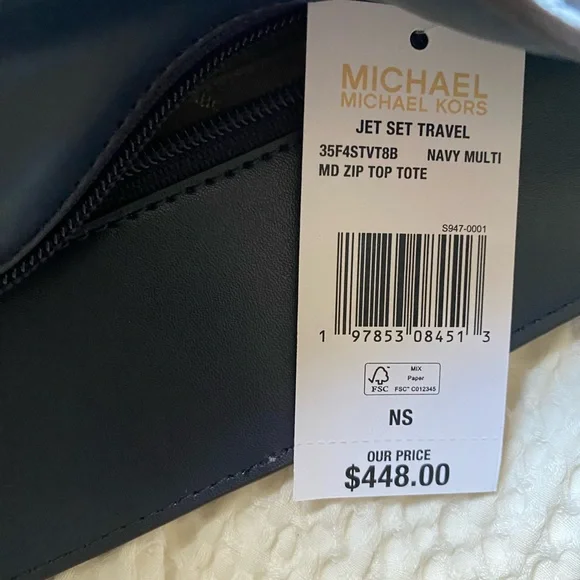 MICHAEL
MICHAEL KORS
JET SET TRAVEL
35F4STVT8B NAVY MULTI
MD ZIP TOP TOTE
S947-0001
1 97853 08451 3
FSC
MIX
Paper
FSC® C012345
NS
OUR PRICE
$448.00